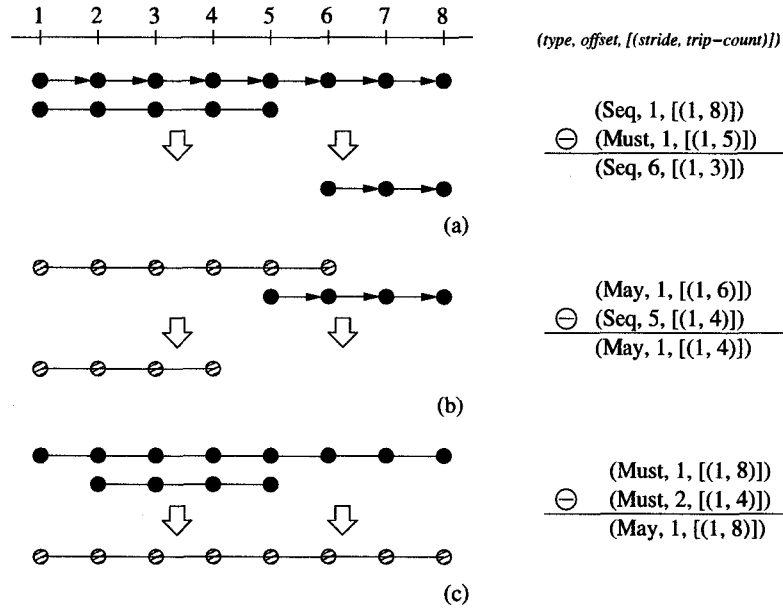 1 2 3 4 5 6 7 8
(type, offset, [(stride, trip-count)])
(Seq, 1, [(1, 8)])
⊖ (Must, 1, [(1, 5)])
(Seq, 6, [(1, 3)])
(a)
(May, 1, [(1, 6)])
⊖ (Seq, 5, [(1, 4)])
(May, 1, [(1, 4)])
(b)
(Must, 1, [(1, 8)])
⊖ (Must, 2, [(1, 4)])
(May, 1, [(1, 8)])
(c)